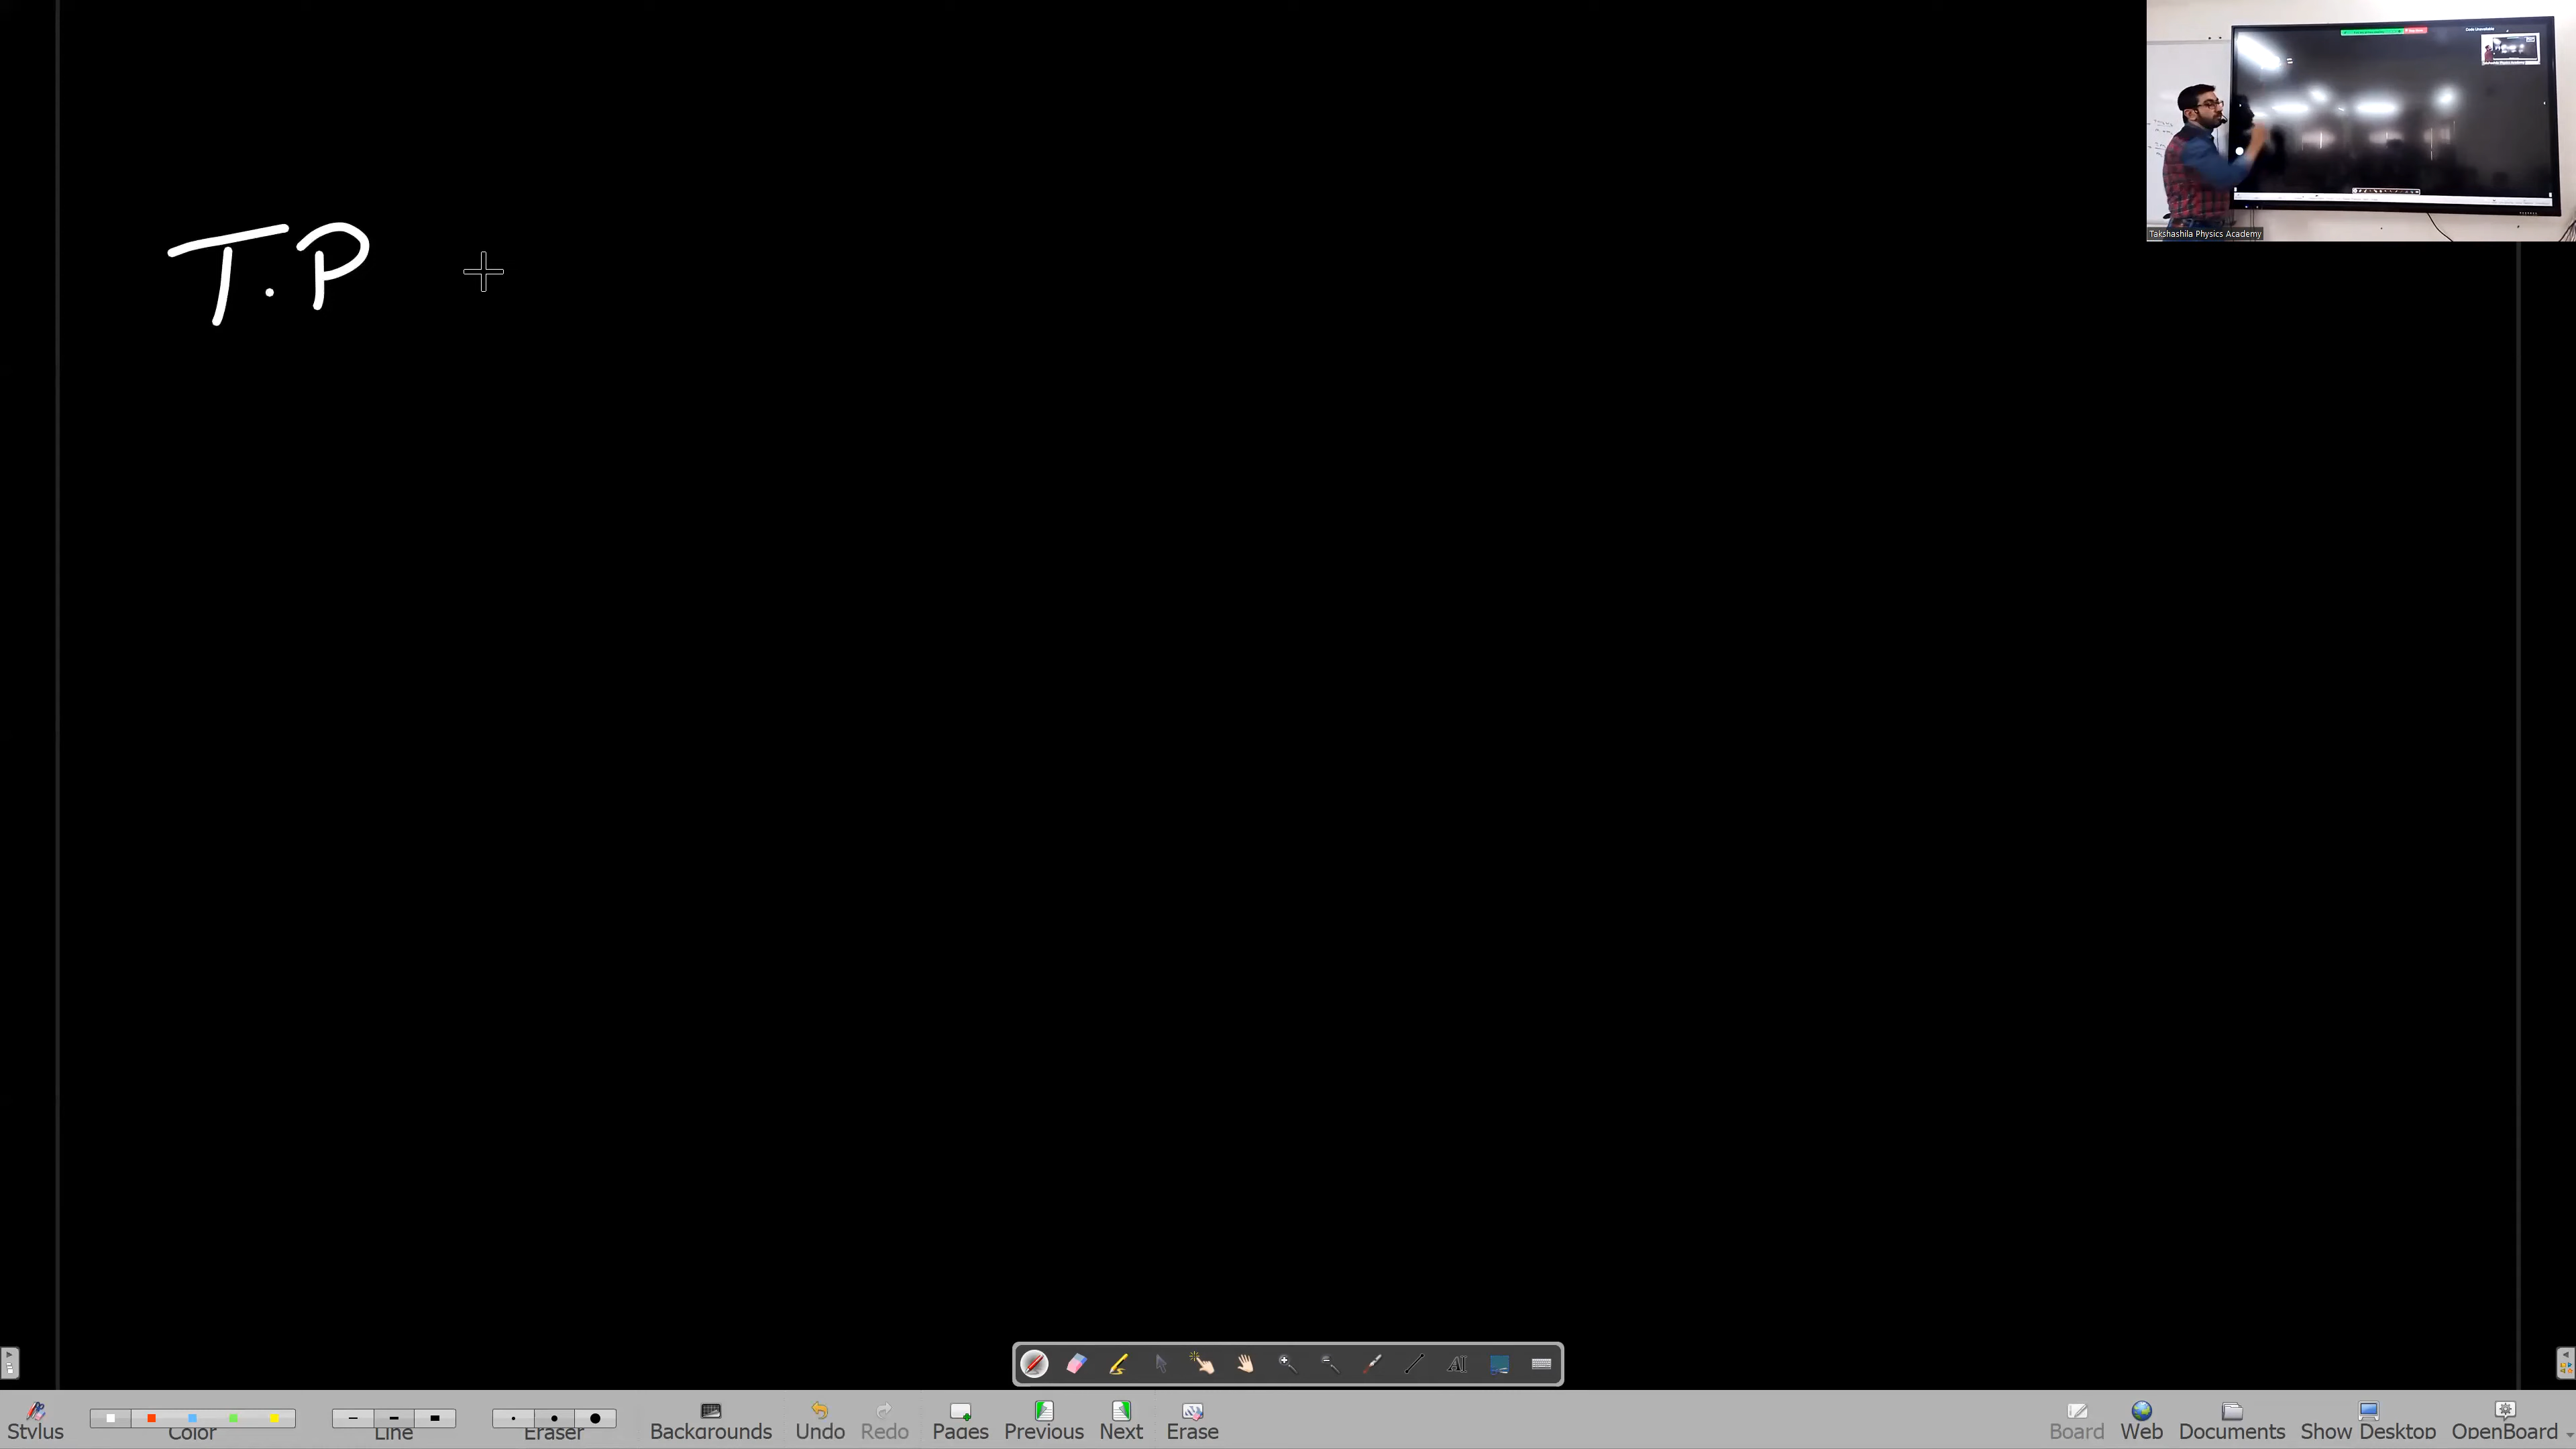 T.P
Takshashila Physics Academy
Stylus
Color
Line
Eraser
Backgrounds
Undo
Redo
Pages
Previous
Next
Erase
Board
Web
Documents
Show Desktop
OpenBoard